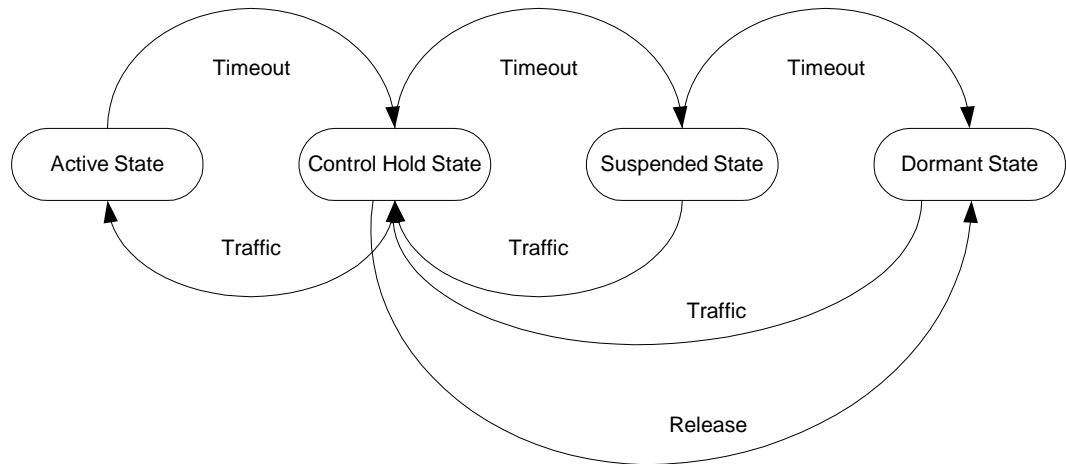 Timeout
Timeout
Timeout
Active State
Control Hold State
Suspended State
Dormant State
Traffic
Traffic
Traffic
Release